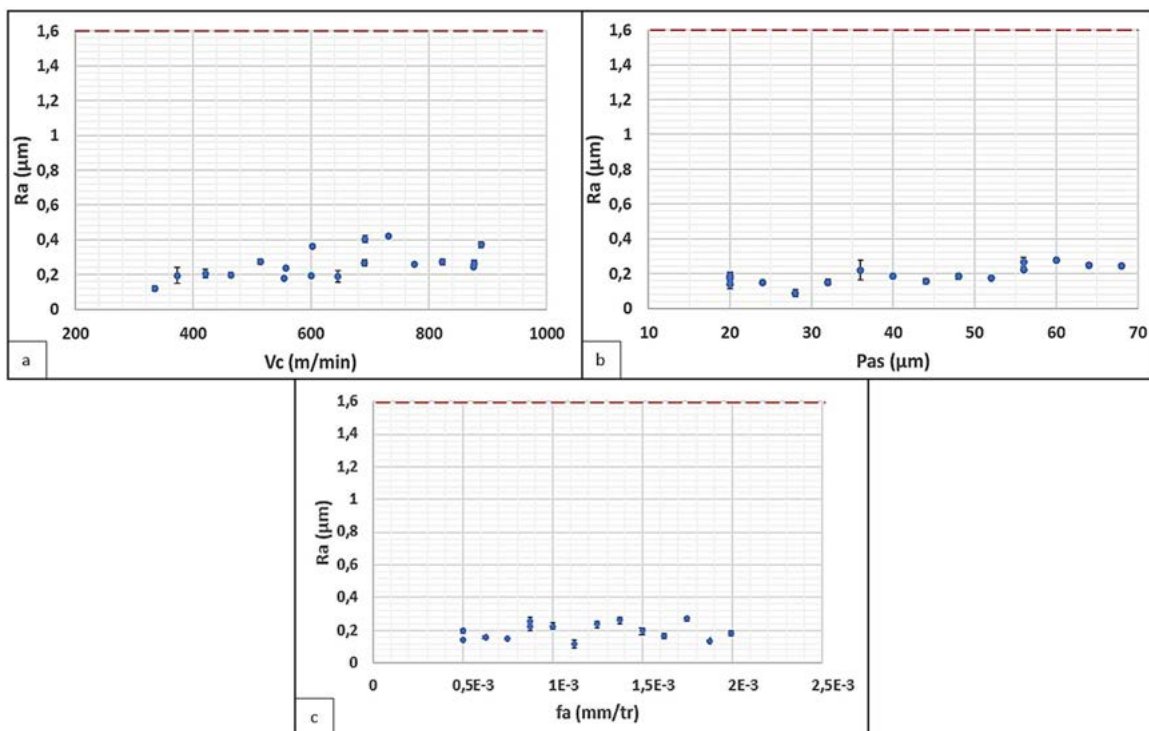 1,6
1,4
1,2
1
0,8
0,6
0,4
0,2
0
Ra (µm)
200 400 600 800 1000
a
Vc (m/min)
1,6
1,4
1,2
1
0,8
0,6
0,4
0,2
0
Ra (µm)
10 20 30 40 50 60 70
b
Pas (µm)
1,6
1,4
1,2
1
0,8
0,6
0,4
0,2
0
Ra (µm)
0 0,5E-3 1E-3 1,5E-3 2E-3 2,5E-3
c
fa (mm/tr)